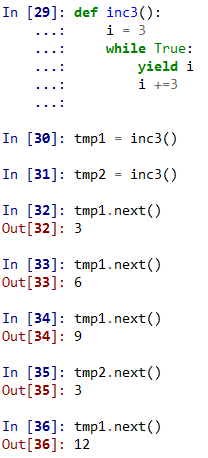 In [29]: def inc3():
    ...:     i = 3
    ...:     while True:
    ...:         yield i
    ...:         i +=3
    ...:
In [30]: tmp1 = inc3()
In [31]: tmp2 = inc3()
In [32]: tmp1.next()
Out[32]: 3
In [33]: tmp1.next()
Out[33]: 6
In [34]: tmp1.next()
Out[34]: 9
In [35]: tmp2.next()
Out[35]: 3
In [36]: tmp1.next()
Out[36]: 12